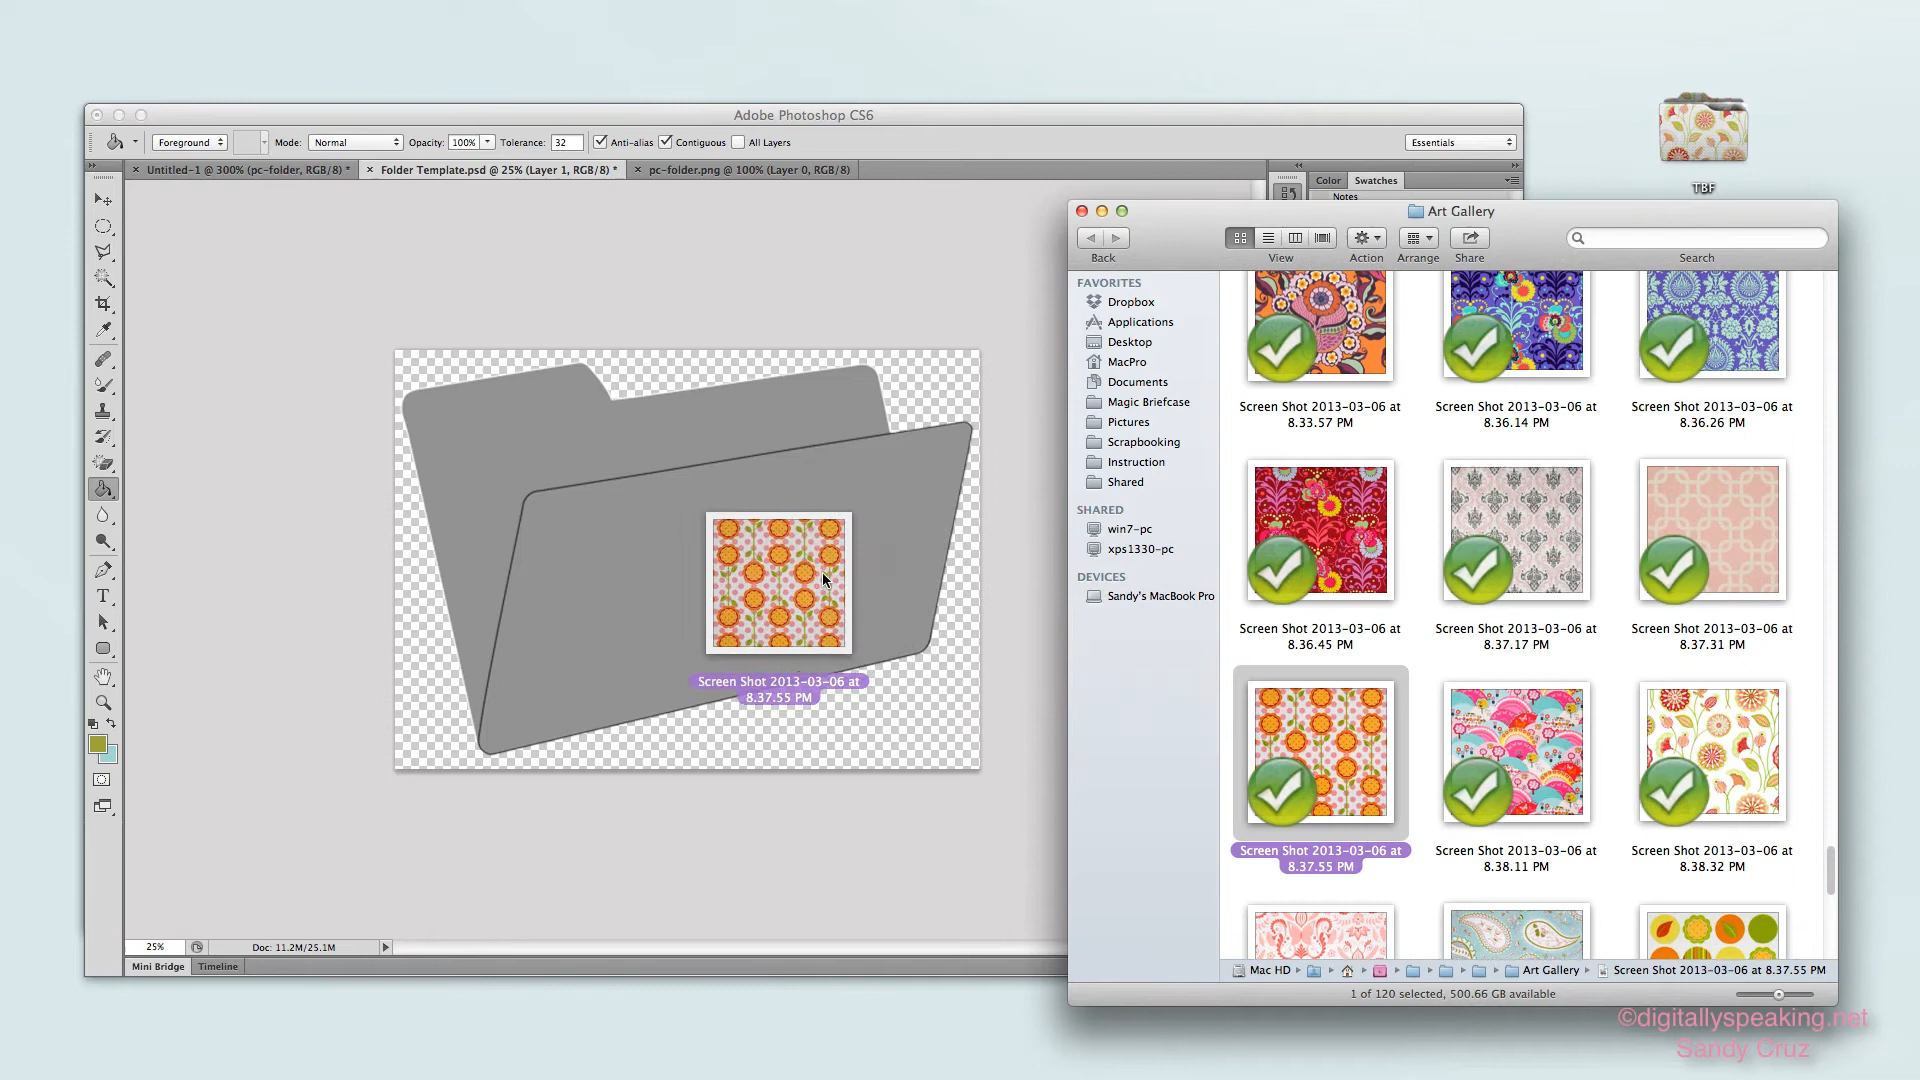 Adobe Photoshop CS6
Foreground
Mode: Normal
Opacity: 100%
Tolerance: 32
Anti-alias
Contiguous
All Layers
Essentials
Untitled-1 @ 300% (pc-folder, RGB/8) *
Folder Template.psd @ 25% (Layer 1, RGB/8) *
pc-folder.png @ 100% (Layer 0, RGB/8)
Color
Swatches
Notes
TBF
Art Gallery
Back
View
Action
Arrange
Share
Search
FAVORITES
Dropbox
Applications
Desktop
MacPro
Documents
Magic Briefcase
Pictures
Scrapbooking
Instruction
Shared
SHARED
win7-pc
xps1330-pc
DEVICES
Sandy's MacBook Pro
Screen Shot 2013-03-06 at
8.33.57 PM
Screen Shot 2013-03-06 at
8.36.14 PM
Screen Shot 2013-03-06 at
8.36.26 PM
Screen Shot 2013-03-06 at
8.36.45 PM
Screen Shot 2013-03-06 at
8.37.17 PM
Screen Shot 2013-03-06 at
8.37.31 PM
Screen Shot 2013-03-06 at
8.37.55 PM
Screen Shot 2013-03-06 at
8.37.55 PM
Screen Shot 2013-03-06 at
8.38.11 PM
Screen Shot 2013-03-06 at
8.38.32 PM
25%
Doc: 11.2M/25.1M
Mini Bridge
Timeline
Mac HD
Art Gallery
Screen Shot 2013-03-06 at 8.37.55 PM
1 of 120 selected, 500.66 GB available
©digitallyspeaking.net
Sandy Cruz